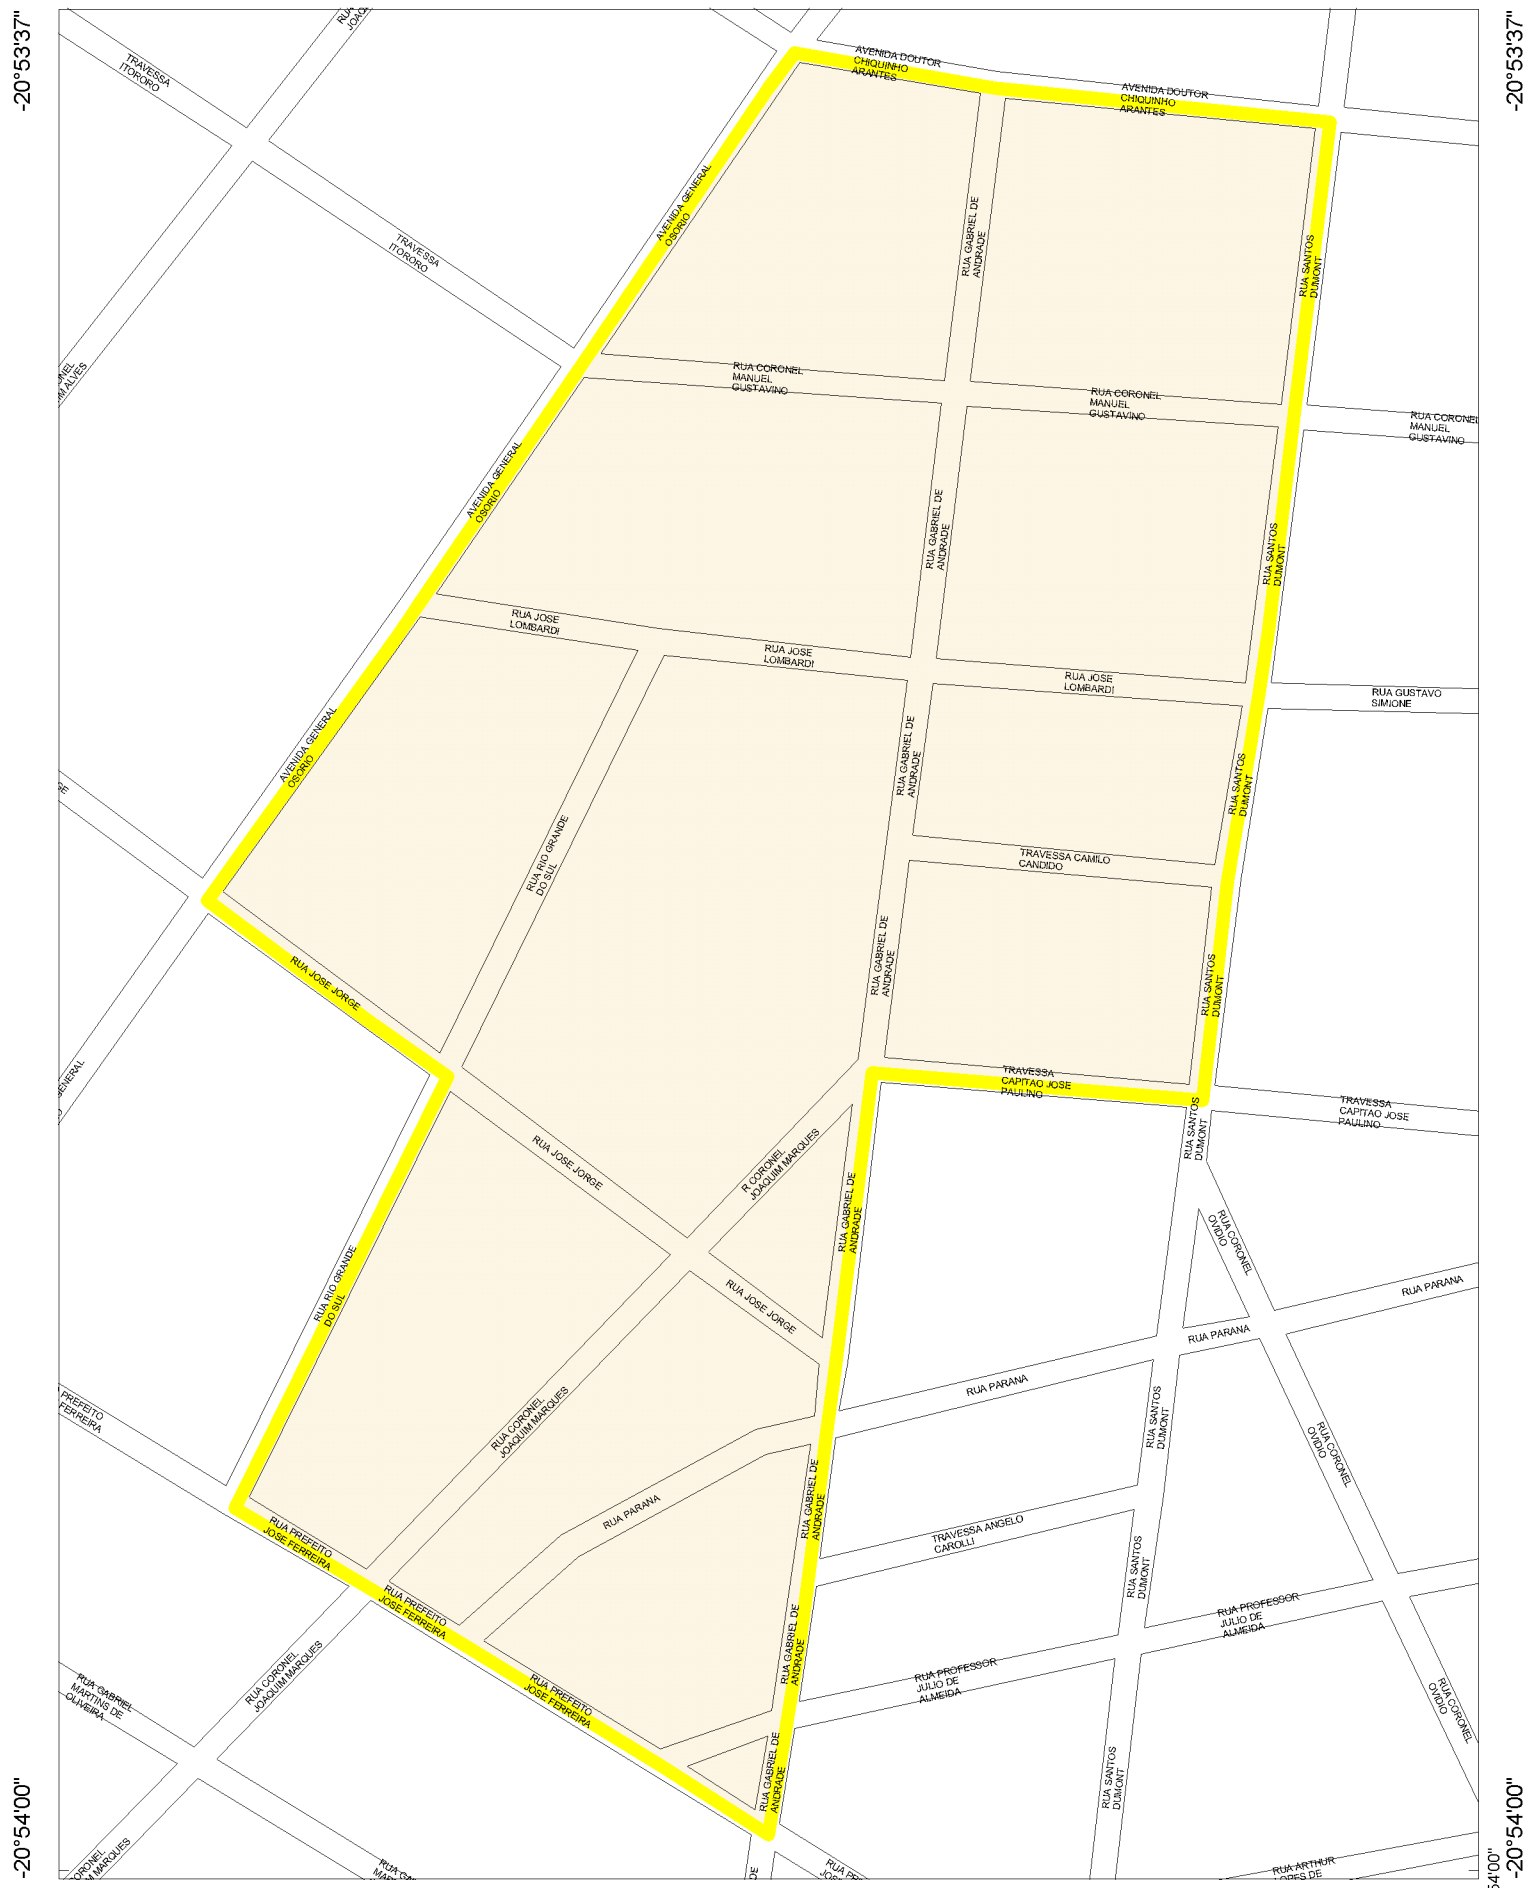 -20°53'37"
-20°53'37"
RUA
JOAQ
TRAVESSA
ITORORO
AVENIDA DOUTOR
CHIQUINHO
ARANTES
AVENIDA DOUTOR
CHIQUINHO
ARANTES
TRAVESSA
ITORORO
AVENIDA GENERAL
OSORIO
RUA GABRIEL DE
ANDRADE
RUA SANTOS
DUMONT
RUA CORONEL
MANUEL
GUSTAVINO
RUA CORONEL
MANUEL
GUSTAVINO
RUA CORONEL
MANUEL
GUSTAVINO
AVENIDA GENERAL
OSORIO
RUA GABRIEL DE
ANDRADE
RUA SANTOS
DUMONT
RUA JOSE
LOMBARDI
RUA JOSE
LOMBARDI
RUA JOSE
LOMBARDI
RUA GUSTAVO
SIMIONE
AVENIDA GENERAL
OSORIO
RUA GABRIEL DE
ANDRADE
RUA SANTOS
DUMONT
RUA RIO GRANDE
DO SUL
TRAVESSA CAMILO
CANDIDO
RUA JOSE JORGE
RUA GABRIEL DE
ANDRADE
RUA SANTOS
DUMONT
TRAVESSA
CAPITAO JOSE
PAULINO
TRAVESSA
CAPITAO JOSE
PAULINO
RUA SANTOS
DUMONT
RUA JOSE JORGE
R CORONEL
JOAQUIM MARQUES
RUA GABRIEL DE
ANDRADE
RUA CORONEL
OVIDIO
RUA RIO GRANDE
DO SUL
RUA JOSE JORGE
RUA PARANA
RUA PARANA
RUA PARANA
PREFEITO
FERREIRA
RUA CORONEL
JOAQUIM MARQUES
RUA SANTOS
DUMONT
RUA CORONEL
OVIDIO
RUA PARANA
RUA GABRIEL DE
ANDRADE
RUA PREFEITO
JOSE FERREIRA
TRAVESSA ANGELO
CAROLLI
RUA SANTOS
DUMONT
RUA PREFEITO
JOSE FERREIRA
RUA PROFESSOR
JULIO DE
ALMEIDA
RUA GABRIEL DE
ANDRADE
RUA CORONEL
JOAQUIM MARQUES
RUA PROFESSOR
JULIO DE
ALMEIDA
RUA GABRIEL
MARTINS DE
OLIVEIRA
RUA PREFEITO
JOSE FERREIRA
RUA CORONEL
OVIDIO
RUA GABRIEL DE
ANDRADE
RUA SANTOS
DUMONT
-20°54'00"
-20°54'00"
RUA ARTHUR
LOPES DE